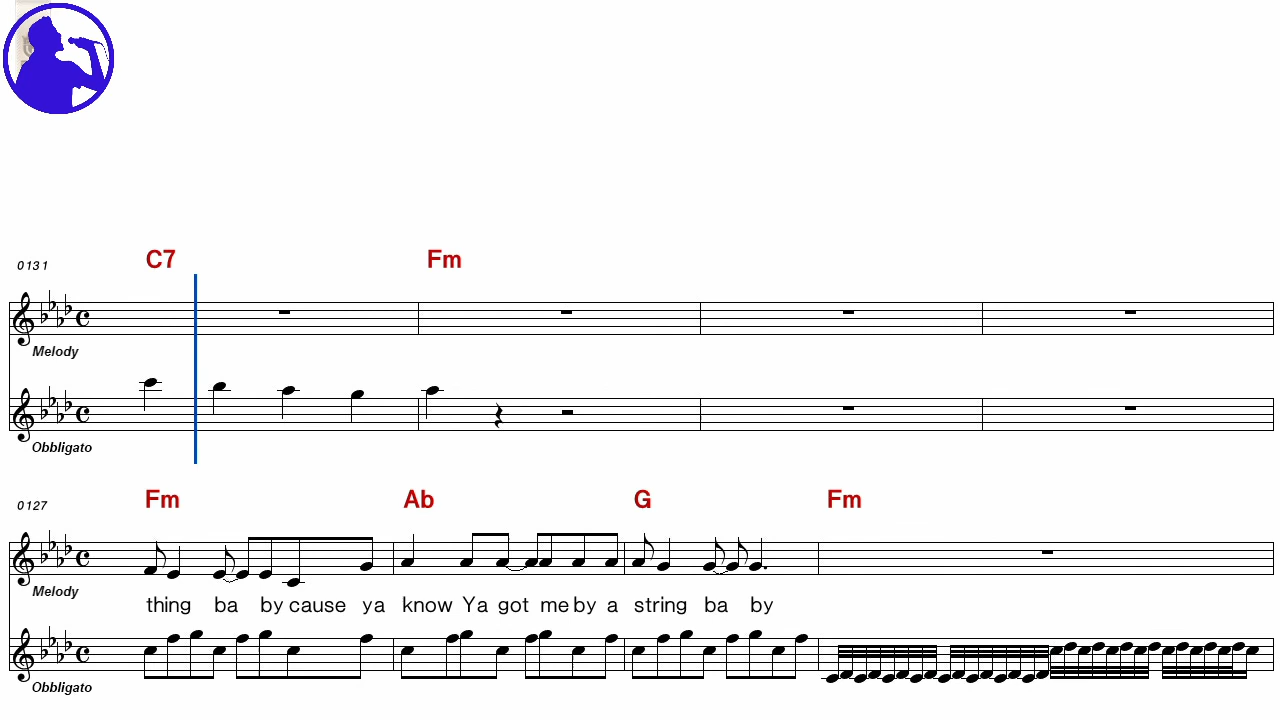 C7 Fm
0131
Melody
Obbligato
Fm Ab G Fm
0127
Melody
thing ba by cause ya know Ya got me by a string ba by
Obbligato